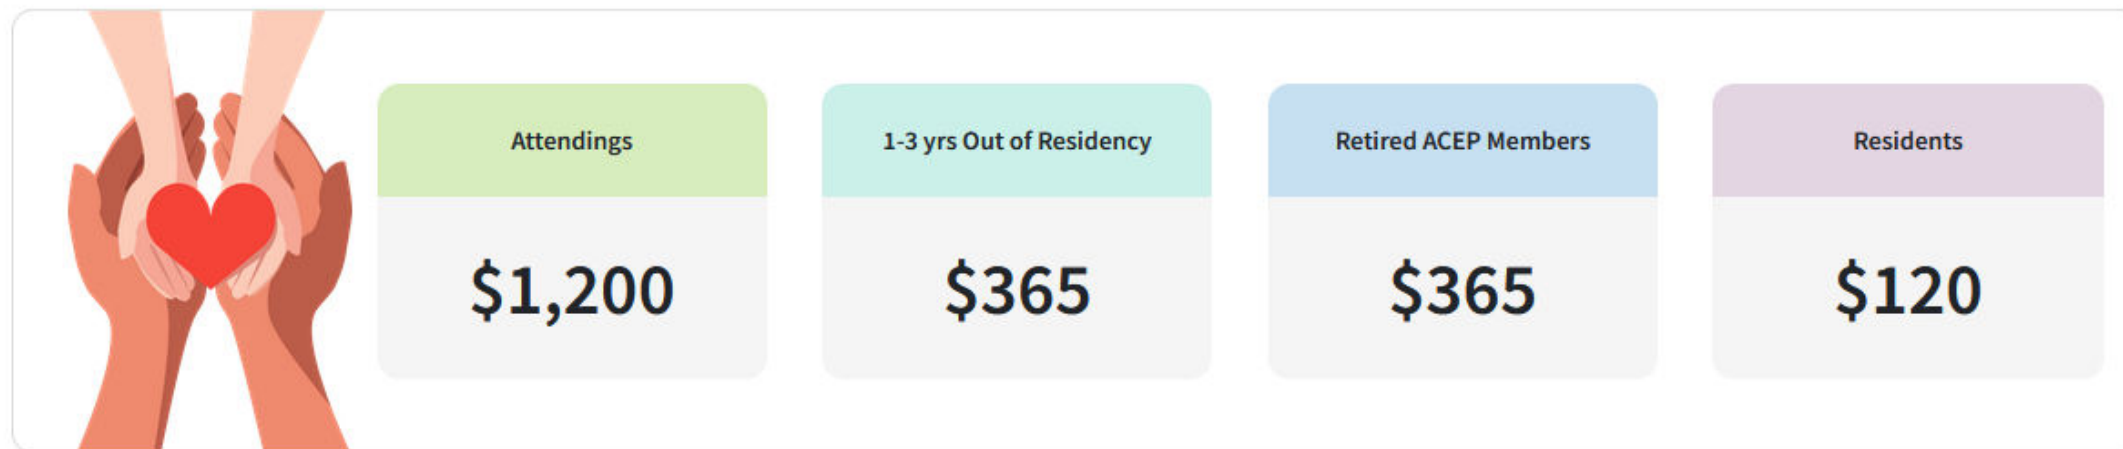 Attendings
1-3 yrs Out of Residency
Retired ACEP Members
Residents
$1,200
$365
$365
$120